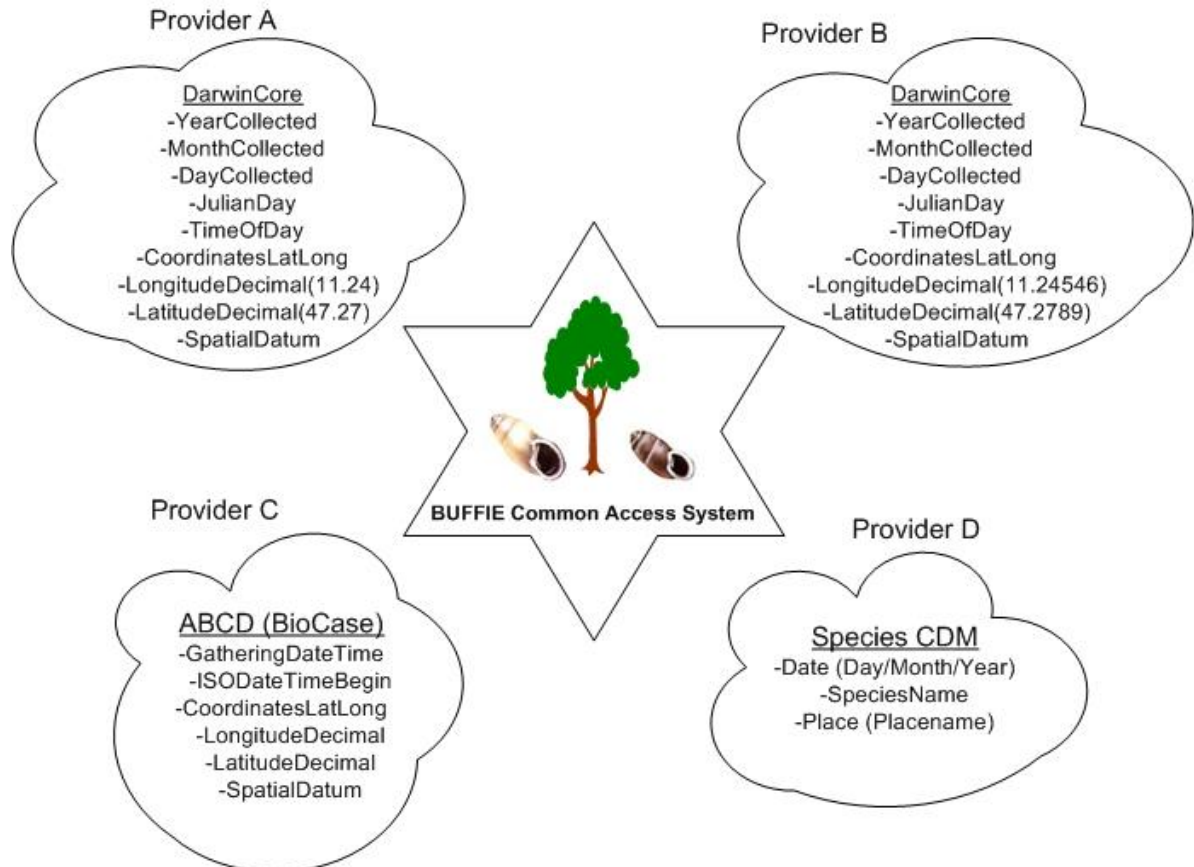 Provider A
DarwinCore
-YearCollected
-MonthCollected
-DayCollected
-JulianDay
-TimeOfDay
-CoordinatesLatLong
-LongitudeDecimal(11.24)
-LatitudeDecimal(47.27)
-SpatialDatum
Provider B
DarwinCore
-YearCollected
-MonthCollected
-DayCollected
-JulianDay
-TimeOfDay
-CoordinatesLatLong
-LongitudeDecimal(11.24546)
-LatitudeDecimal(47.2789)
-SpatialDatum
BUFFIE Common Access System
Provider C
ABCD (BioCase)
-GatheringDateTime
-ISODateTimeBegin
-CoordinatesLatLong
-LongitudeDecimal
-LatitudeDecimal
-SpatialDatum
Provider D
Species CDM
-Date (Day/Month/Year)
-SpeciesName
-Place (Placename)